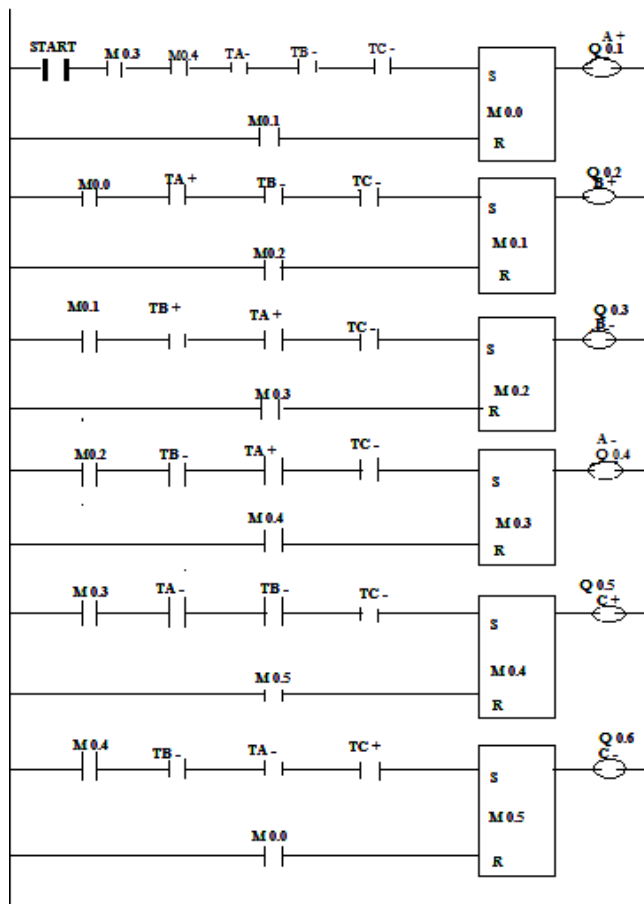 START
M 0.3
M0.4
TA-
TB -
TC -
A +
Q 0.1
S
M 0.0
R
M0.1
M0.0
TA +
TB -
TC -
Q 0.2
B +
S
M 0.1
R
M0.2
M0.1
TB +
TA +
TC -
Q 0.3
B -
S
M 0.2
R
M 0.3
M0.2
TB -
TA +
TC -
A -
Q 0.4
S
M 0.3
R
M 0.4
M 0.3
TA -
TB -
TC -
Q 0.5
C +
S
M 0.4
R
M 0.5
M 0.4
TB -
TA -
TC +
Q 0.6
C -
S
M 0.5
R
M 0.0